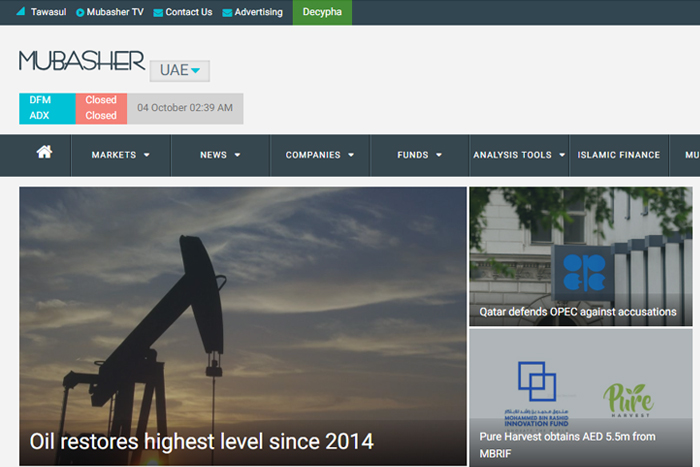 Tawasul Mubasher TV Contact Us Advertising Decypha
MUBASHER
UAE
DFM Closed
ADX Closed
04 October 02:39 AM
MARKETS NEWS COMPANIES FUNDS ANALYSIS TOOLS ISLAMIC FINANCE MU
Oil restores highest level since 2014
OPEC
Qatar defends OPEC against accusations
MOHAMMED BIN RASHID
INNOVATION FUND
Pure
HARVEST
Pure Harvest obtains AED 5.5m from
MBRIF